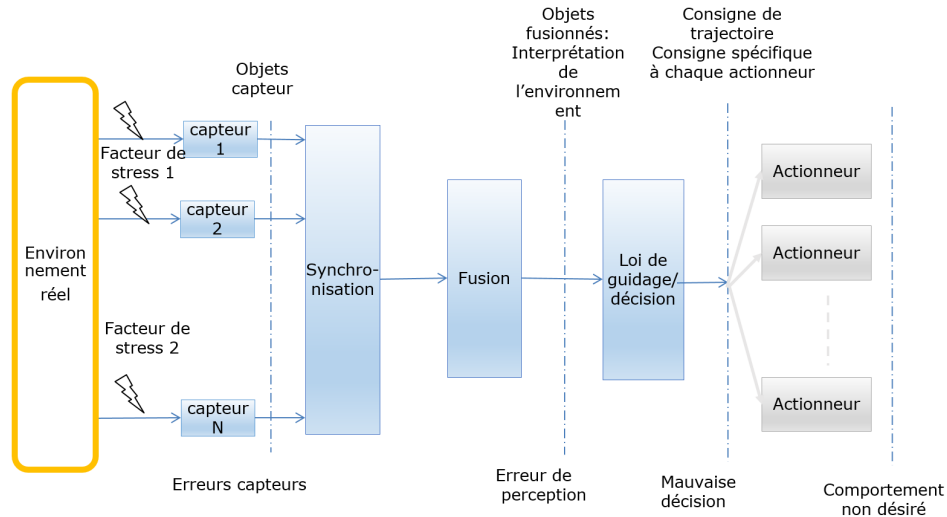 Objets
capteur
Objets
fusionnés:
Interprétation
de
l’environnem
ent
Consigne de
trajectoire
Consigne spécifique
à chaque actionneur
Environ
nement
réel
Facteur de
stress 1
Facteur de
stress 2
capteur
1
capteur
2
capteur
N
Synchro-
nisation
Fusion
Loi de
guidage/
décision
Actionneur
Actionneur
Actionneur
Erreurs capteurs
Erreur de
perception
Mauvaise
décision
Comportement
non désiré